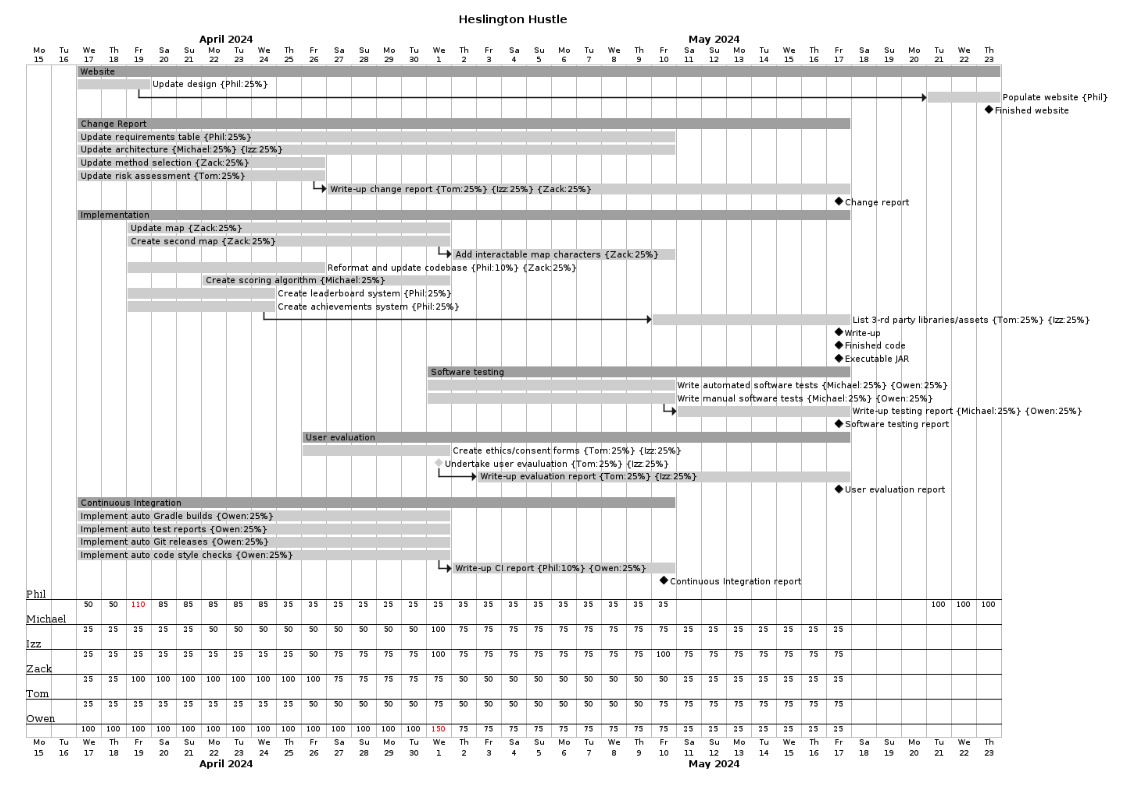 Heslington Hustle
April 2024 May 2024
Mo Tu We Th Fr Sa Su Mo Tu We Th Fr Sa Su Mo Tu We Th Fr Sa Su Mo Tu We Th Fr Sa Su Mo Tu We Th Fr Sa Su Mo Tu We Th
15 16 17 18 19 20 21 22 23 24 25 26 27 28 29 30 1 2 3 4 5 6 7 8 9 10 11 12 13 14 15 16 17 18 19 20 21 22 23
Website
Update design {Phil:25%}
Populate website {Phil}
Finished website
Change Report
Update requirements table {Phil:25%}
Update architecture {Michael:25%} {Izz:25%}
Update method selection {Zack:25%}
Update risk assessment {Tom:25%}
Write-up change report {Tom:25%} {Izz:25%} {Zack:25%}
Change report
Implementation
Update map {Zack:25%}
Create second map {Zack:25%}
Add interactable map characters {Zack:25%}
Reformat and update codebase {Phil:10%} {Zack:25%}
Create scoring algorithm {Michael:25%}
Create leaderboard system {Phil:25%}
Create achievements system {Phil:25%}
List 3-rd party libraries/assets {Tom:25%} {Izz:25%}
Write-up
Finished code
Executable JAR
Software testing
Write automated software tests {Michael:25%} {Owen:25%}
Write manual software tests {Michael:25%} {Owen:25%}
Write-up testing report {Michael:25%} {Owen:25%}
Software testing report
User evaluation
Create ethics/consent forms {Tom:25%} {Izz:25%}
Undertake user evauluation {Tom:25%} {Izz:25%}
Write-up evaluation report {Tom:25%} {Izz:25%}
User evaluation report
Continuous Integration
Implement auto Gradle builds {Owen:25%}
Implement auto test reports {Owen:25%}
Implement auto Git releases {Owen:25%}
Implement auto code style checks {Owen:25%}
Write-up CI report {Phil:10%} {Owen:25%}
Continuous Integration report
Phil
50 50 110 85 85 85 85 85 35 35 25 25 25 25 25 35 35 35 35 35 35 35 35 35 100 100 100
Michael
25 25 25 25 25 50 50 50 50 50 50 50 50 50 100 75 75 75 75 75 75 75 75 75 25 25 25 25 25 25 25
Izz
25 25 25 25 25 25 25 25 25 50 75 75 75 75 100 75 75 75 75 75 75 75 75 100 75 75 75 75 75 75 75
Zack
25 25 100 100 100 100 100 100 100 100 75 75 75 75 75 50 50 50 50 50 50 50 50 50 25 25 25 25 25 25 25
Tom
25 25 25 25 25 25 25 25 25 50 50 50 50 50 75 50 50 50 50 50 50 50 50 75 75 75 75 75 75 75 75
Owen
100 100 100 100 100 100 100 100 100 100 100 100 100 100 150 75 75 75 75 75 75 75 75 75 25 25 25 25 25 25 25
Mo Tu We Th Fr Sa Su Mo Tu We Th Fr Sa Su Mo Tu We Th Fr Sa Su Mo Tu We Th Fr Sa Su Mo Tu We Th Fr Sa Su Mo Tu We Th
15 16 17 18 19 20 21 22 23 24 25 26 27 28 29 30 1 2 3 4 5 6 7 8 9 10 11 12 13 14 15 16 17 18 19 20 21 22 23
April 2024 May 2024